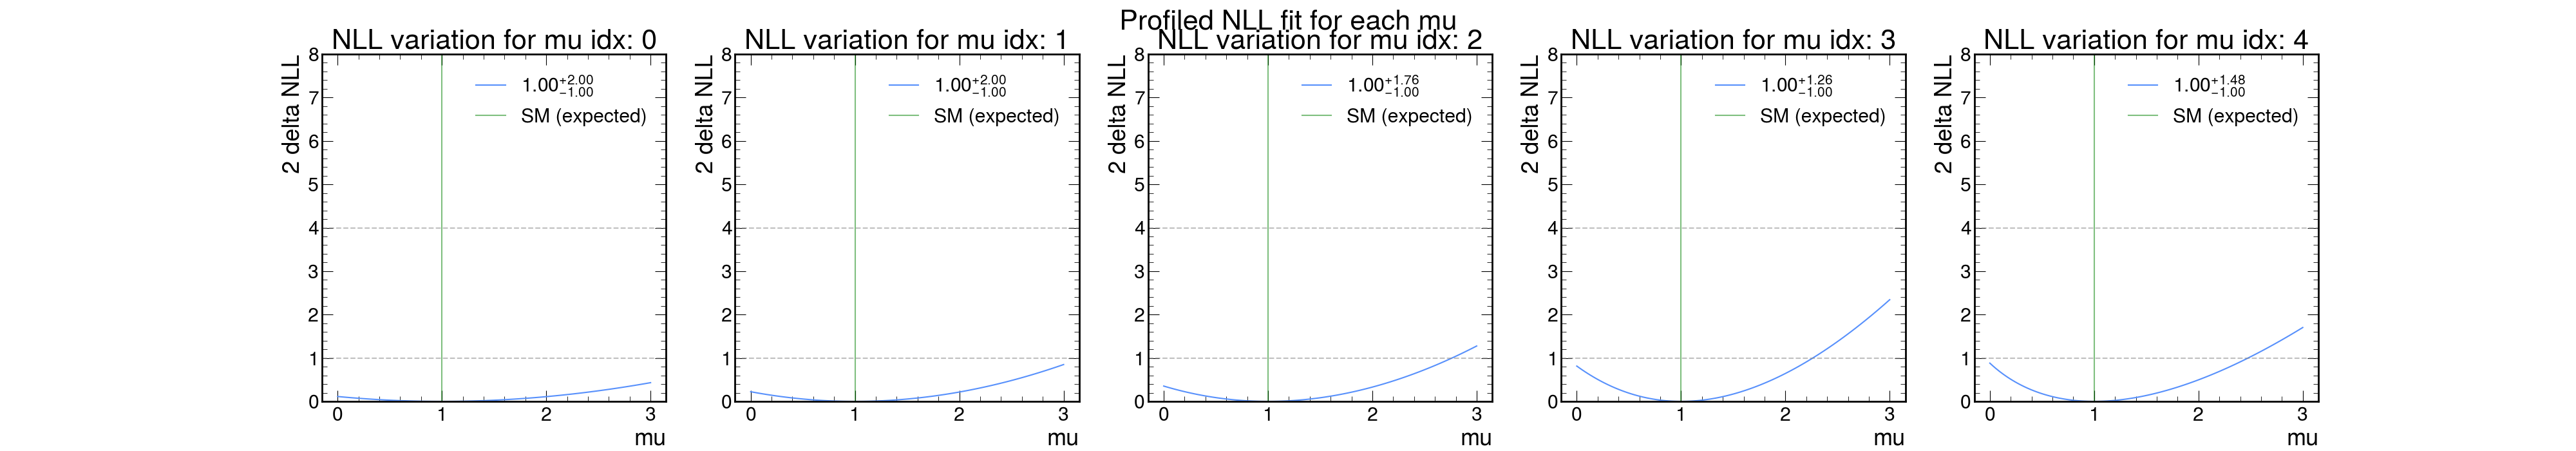 Profiled NLL fit for each mu
NLL variation for mu idx: 0
2 delta NLL
8
7
6
5
4
3
2
1
0
1.00 +2.00 −1.00
SM (expected)
0 1 2 3
mu
NLL variation for mu idx: 1
2 delta NLL
8
7
6
5
4
3
2
1
0
1.00 +2.00 −1.00
SM (expected)
0 1 2 3
mu
NLL variation for mu idx: 2
2 delta NLL
8
7
6
5
4
3
2
1
0
1.00 +1.76 −1.00
SM (expected)
0 1 2 3
mu
NLL variation for mu idx: 3
2 delta NLL
8
7
6
5
4
3
2
1
0
1.00 +1.26 −1.00
SM (expected)
0 1 2 3
mu
NLL variation for mu idx: 4
2 delta NLL
8
7
6
5
4
3
2
1
0
1.00 +1.48 −1.00
SM (expected)
0 1 2 3
mu